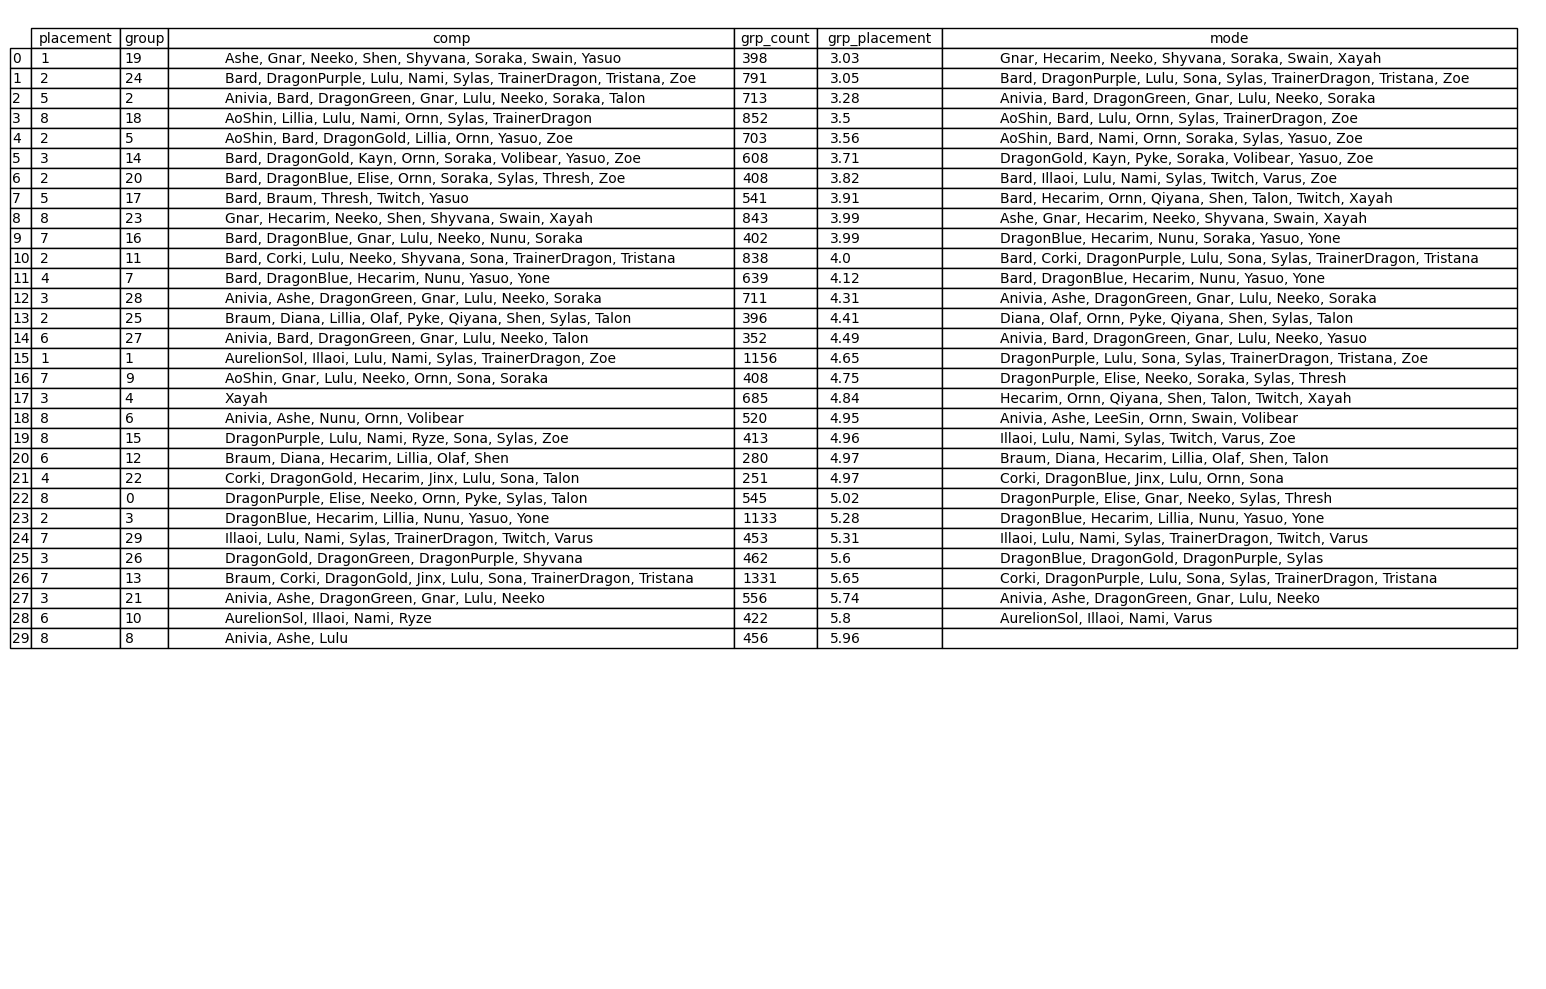 placement group comp grp_count grp_placement mode
0 1 19 Ashe, Gnar, Neeko, Shen, Shyvana, Soraka, Swain, Yasuo 398 3.03 Gnar, Hecarim, Neeko, Shyvana, Soraka, Swain, Xayah
1 2 24 Bard, DragonPurple, Lulu, Nami, Sylas, TrainerDragon, Tristana, Zoe 791 3.05 Bard, DragonPurple, Lulu, Sona, Sylas, TrainerDragon, Tristana, Zoe
2 5 2 Anivia, Bard, DragonGreen, Gnar, Lulu, Neeko, Soraka, Talon 713 3.28 Anivia, Bard, DragonGreen, Gnar, Lulu, Neeko, Soraka
3 8 18 AoShin, Lillia, Lulu, Nami, Ornn, Sylas, TrainerDragon 852 3.5 AoShin, Bard, Lulu, Ornn, Sylas, TrainerDragon, Zoe
4 2 5 AoShin, Bard, DragonGold, Lillia, Ornn, Yasuo, Zoe 703 3.56 AoShin, Bard, Nami, Ornn, Soraka, Sylas, Yasuo, Zoe
5 3 14 Bard, DragonGold, Kayn, Ornn, Soraka, Volibear, Yasuo, Zoe 608 3.71 DragonGold, Kayn, Pyke, Soraka, Volibear, Yasuo, Zoe
6 2 20 Bard, DragonBlue, Elise, Ornn, Soraka, Sylas, Thresh, Zoe 408 3.82 Bard, Illaoi, Lulu, Nami, Sylas, Twitch, Varus, Zoe
7 5 17 Bard, Braum, Thresh, Twitch, Yasuo 541 3.91 Bard, Hecarim, Ornn, Qiyana, Shen, Talon, Twitch, Xayah
8 8 23 Gnar, Hecarim, Neeko, Shen, Shyvana, Swain, Xayah 843 3.99 Ashe, Gnar, Hecarim, Neeko, Shyvana, Swain, Xayah
9 7 16 Bard, DragonBlue, Gnar, Lulu, Neeko, Nunu, Soraka 402 3.99 DragonBlue, Hecarim, Nunu, Soraka, Yasuo, Yone
10 2 11 Bard, Corki, Lulu, Neeko, Shyvana, Sona, TrainerDragon, Tristana 838 4.0 Bard, Corki, DragonPurple, Lulu, Sona, Sylas, TrainerDragon, Tristana
11 4 7 Bard, DragonBlue, Hecarim, Nunu, Yasuo, Yone 639 4.12 Bard, DragonBlue, Hecarim, Nunu, Yasuo, Yone
12 3 28 Anivia, Ashe, DragonGreen, Gnar, Lulu, Neeko, Soraka 711 4.31 Anivia, Ashe, DragonGreen, Gnar, Lulu, Neeko, Soraka
13 2 25 Braum, Diana, Lillia, Olaf, Pyke, Qiyana, Shen, Sylas, Talon 396 4.41 Diana, Olaf, Ornn, Pyke, Qiyana, Shen, Sylas, Talon
14 6 27 Anivia, Bard, DragonGreen, Gnar, Lulu, Neeko, Talon 352 4.49 Anivia, Bard, DragonGreen, Gnar, Lulu, Neeko, Yasuo
15 1 1 AurelionSol, Illaoi, Lulu, Nami, Sylas, TrainerDragon, Zoe 1156 4.65 DragonPurple, Lulu, Sona, Sylas, TrainerDragon, Tristana, Zoe
16 7 9 AoShin, Gnar, Lulu, Neeko, Ornn, Sona, Soraka 408 4.75 DragonPurple, Elise, Neeko, Soraka, Sylas, Thresh
17 3 4 Xayah 685 4.84 Hecarim, Ornn, Qiyana, Shen, Talon, Twitch, Xayah
18 8 6 Anivia, Ashe, Nunu, Ornn, Volibear 520 4.95 Anivia, Ashe, LeeSin, Ornn, Swain, Volibear
19 8 15 DragonPurple, Lulu, Nami, Ryze, Sona, Sylas, Zoe 413 4.96 Illaoi, Lulu, Nami, Sylas, Twitch, Varus, Zoe
20 6 12 Braum, Diana, Hecarim, Lillia, Olaf, Shen 280 4.97 Braum, Diana, Hecarim, Lillia, Olaf, Shen, Talon
21 4 22 Corki, DragonGold, Hecarim, Jinx, Lulu, Sona, Talon 251 4.97 Corki, DragonBlue, Jinx, Lulu, Ornn, Sona
22 8 0 DragonPurple, Elise, Neeko, Ornn, Pyke, Sylas, Talon 545 5.02 DragonPurple, Elise, Gnar, Neeko, Sylas, Thresh
23 2 3 DragonBlue, Hecarim, Lillia, Nunu, Yasuo, Yone 1133 5.28 DragonBlue, Hecarim, Lillia, Nunu, Yasuo, Yone
24 7 29 Illaoi, Lulu, Nami, Sylas, TrainerDragon, Twitch, Varus 453 5.31 Illaoi, Lulu, Nami, Sylas, TrainerDragon, Twitch, Varus
25 3 26 DragonGold, DragonGreen, DragonPurple, Shyvana 462 5.6 DragonBlue, DragonGold, DragonPurple, Sylas
26 7 13 Braum, Corki, DragonGold, Jinx, Lulu, Sona, TrainerDragon, Tristana 1331 5.65 Corki, DragonPurple, Lulu, Sona, Sylas, TrainerDragon, Tristana
27 3 21 Anivia, Ashe, DragonGreen, Gnar, Lulu, Neeko 556 5.74 Anivia, Ashe, DragonGreen, Gnar, Lulu, Neeko
28 6 10 AurelionSol, Illaoi, Nami, Ryze 422 5.8 AurelionSol, Illaoi, Nami, Varus
29 8 8 Anivia, Ashe, Lulu 456 5.96